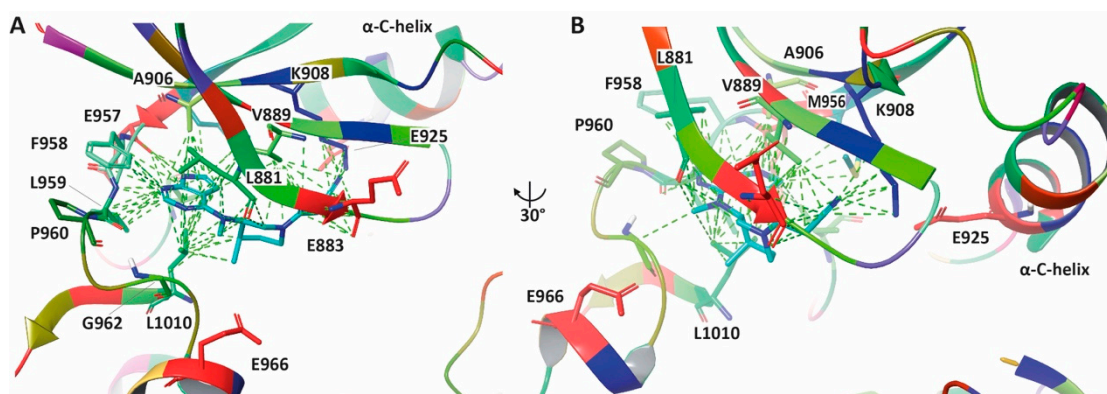 A
α-C-helix
A906
K908
E957
V889
F958
E925
L959
L881
P960
E883
G962
L1010
E966
30°
B
L881
A906
F958
V889
M956
K908
P960
E925
α-C-helix
E966
L1010